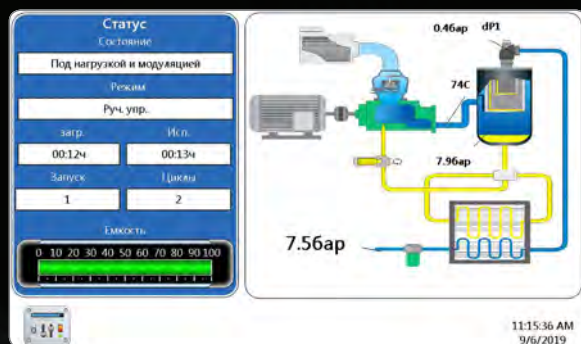 Статус
Состояние
Под нагрузкой и модуляцией
Режим
Руч. упр.
загр.
Исп.
00:12ч
00:13ч
Запуск
Циклы
1
2
Емкость
0 10 20 30 40 50 60 70 80 90 100
0.4бар
dP1
74C
7.9бар
7.5бар
11:15:36 AM
9/6/2019